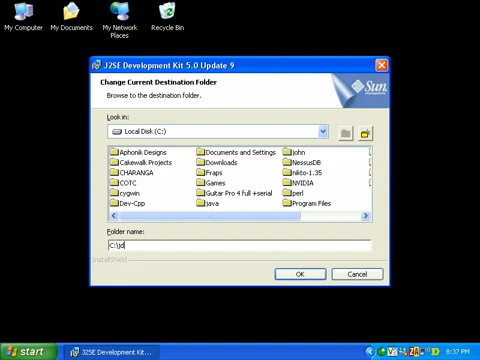 My Computer
My Documents
My Network Places
Recycle Bin
J2SE Development Kit 5.0 Update 9
Change Current Destination Folder
Browse to the destination folder.
Sun
Look in:
Local Disk (C:)
Aphonik Designs
Documents and Settings
john
Cakewalk Projects
Downloads
NessusDB
CHARANGA
Fraps
nikto-1.35
COTC
Games
NVIDIA
cygwin
Guitar Pro 4 full +serial
perl
Dev-Cpp
java
Program Files
Folder name:
C:\jd
InstallShield
OK
Cancel
start
J2SE Development Kit...
8:37 PM